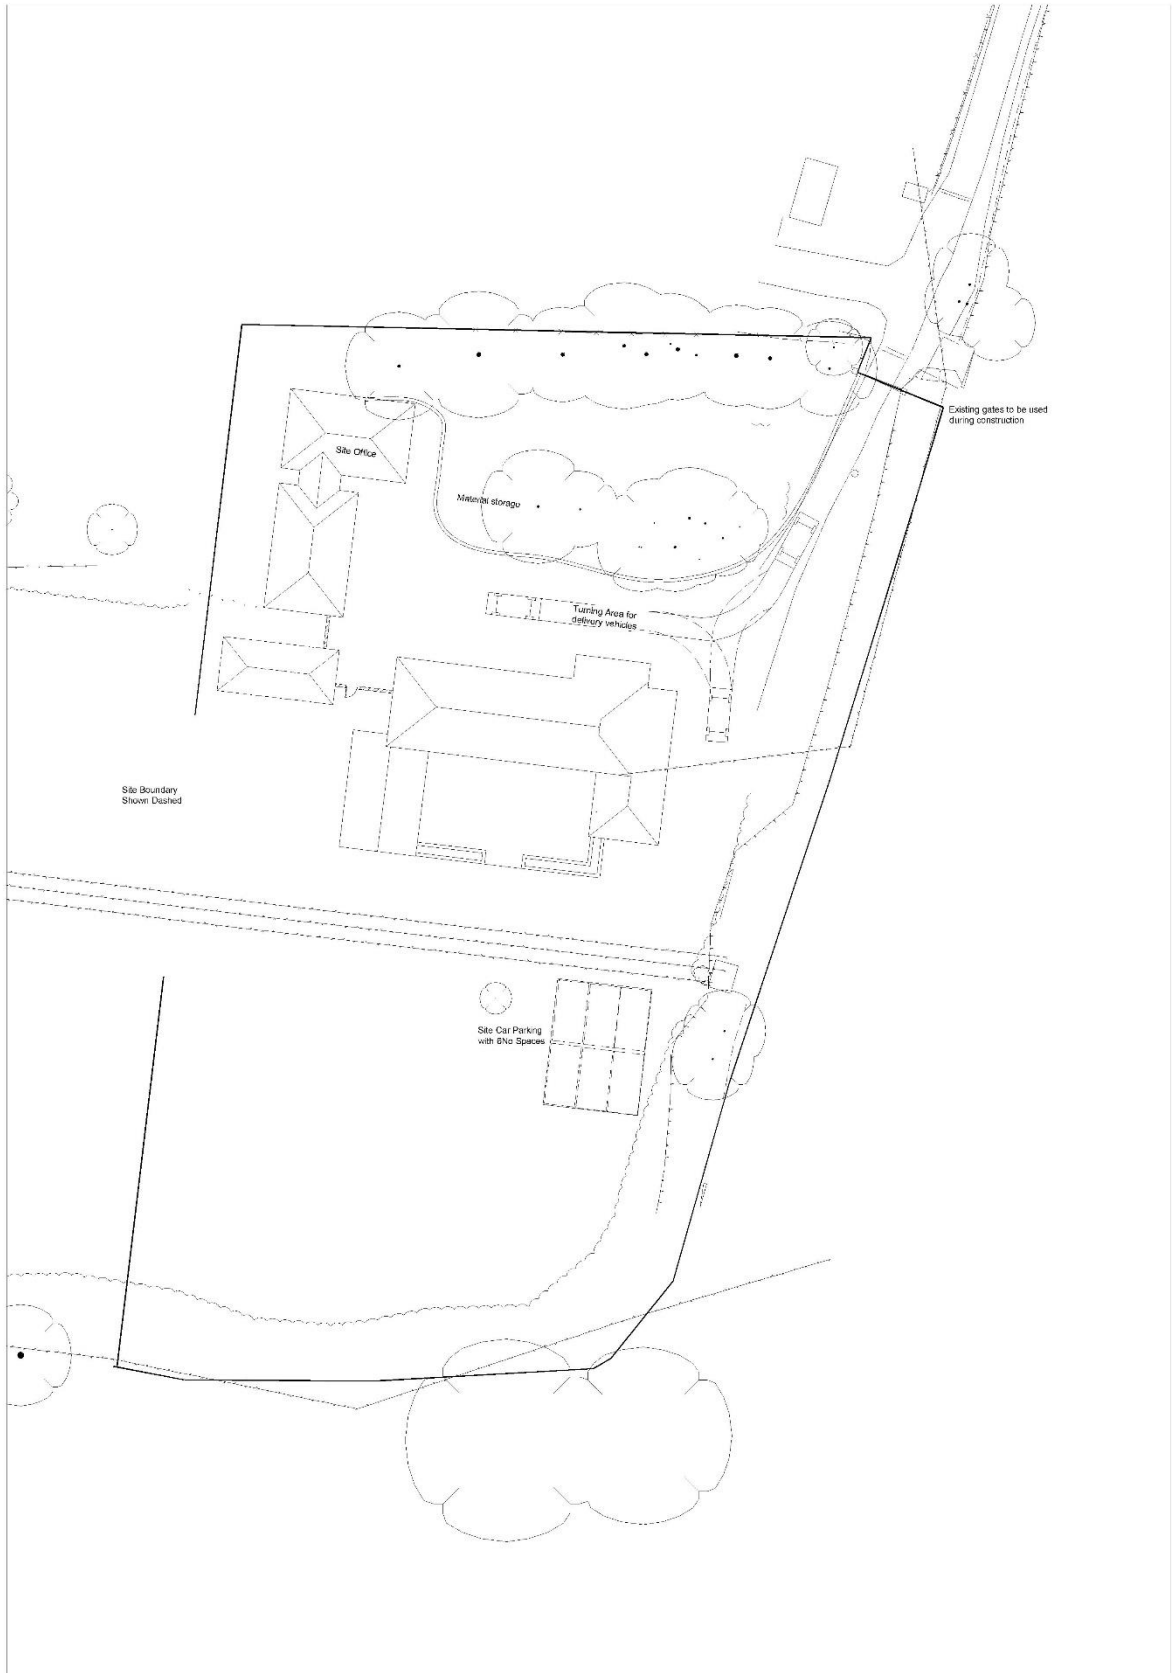 Existing gates to be used
during construction
Site Office
Material storage
Turning Area for
delivery vehicles
Site Boundary
Shown Dashed
Site Car Parking
with 6No Spaces